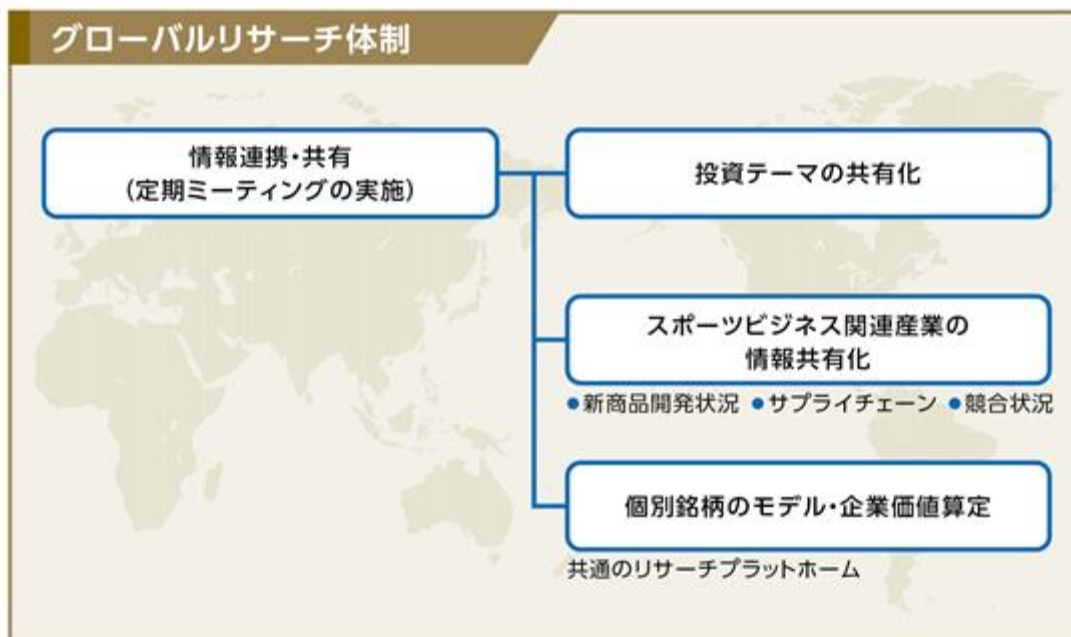 グローバルリサーチ体制
情報連携・共有
(定期ミーティングの実施)
投資テーマの共有化
スポーツビジネス関連産業の
情報共有化
●新商品開発状況 ●サプライチェーン ●競合状況
個別銘柄のモデル・企業価値算定
共通のリサーチプラットホーム